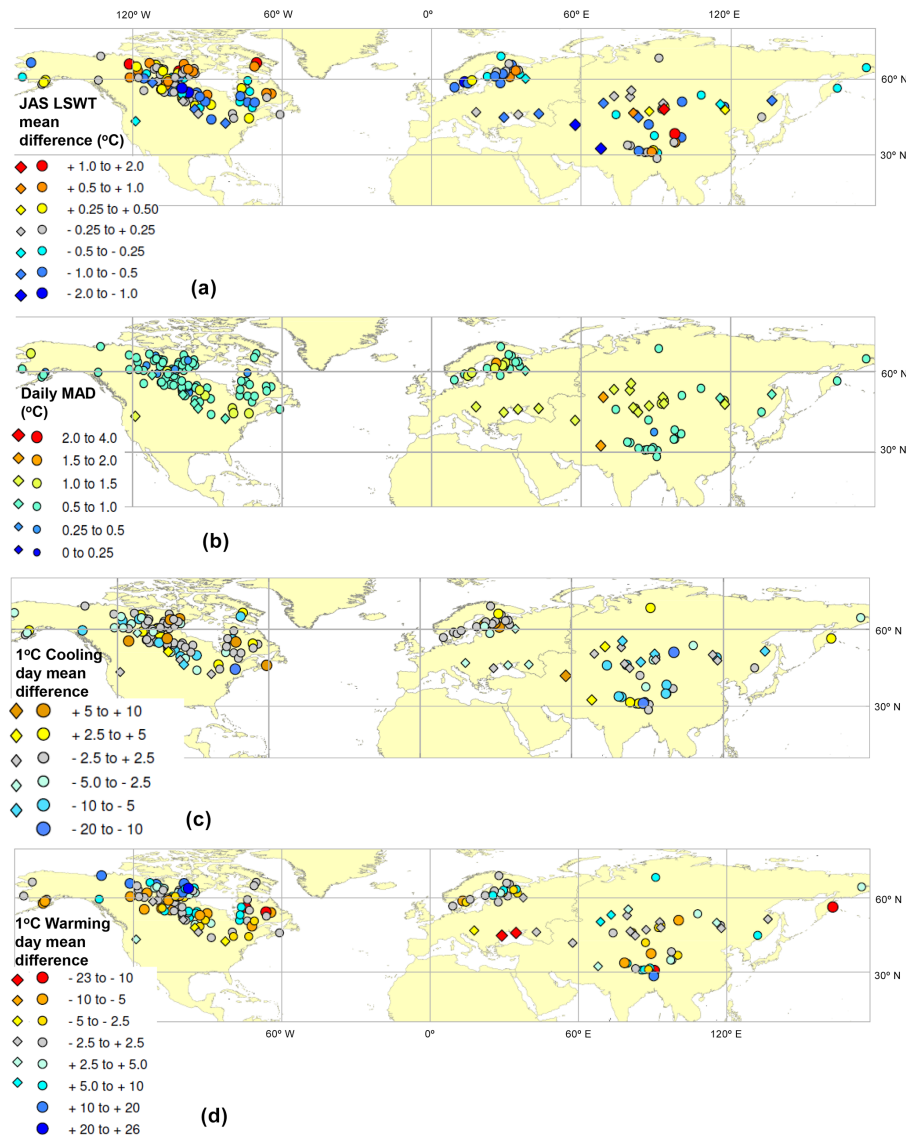 120° W 60° W 0° 60° E 120° E
60° N
30° N
JAS LSWT
mean
difference (ºC)
+ 1.0 to + 2.0
+ 0.5 to + 1.0
+ 0.25 to + 0.50
- 0.25 to + 0.25
- 0.5 to - 0.25
- 1.0 to - 0.5
- 2.0 to - 1.0
(a)
60° N
30° N
Daily MAD
(ºC)
2.0 to 4.0
1.5 to 2.0
1.0 to 1.5
0.5 to 1.0
0.25 to 0.5
0 to 0.25
(b)
60° N
30° N
1ºC Cooling
day mean
difference
+ 5 to + 10
+ 2.5 to + 5
- 2.5 to + 2.5
- 5.0 to - 2.5
- 10 to - 5
- 20 to - 10
(c)
60° N
30° N
1ºC Warming
day mean
difference
- 23 to - 10
- 10 to - 5
- 5 to - 2.5
- 2.5 to + 2.5
+ 2.5 to + 5.0
+ 5.0 to + 10
+ 10 to + 20
+ 20 to + 26
60° W 0° 60° E 120° E
(d)